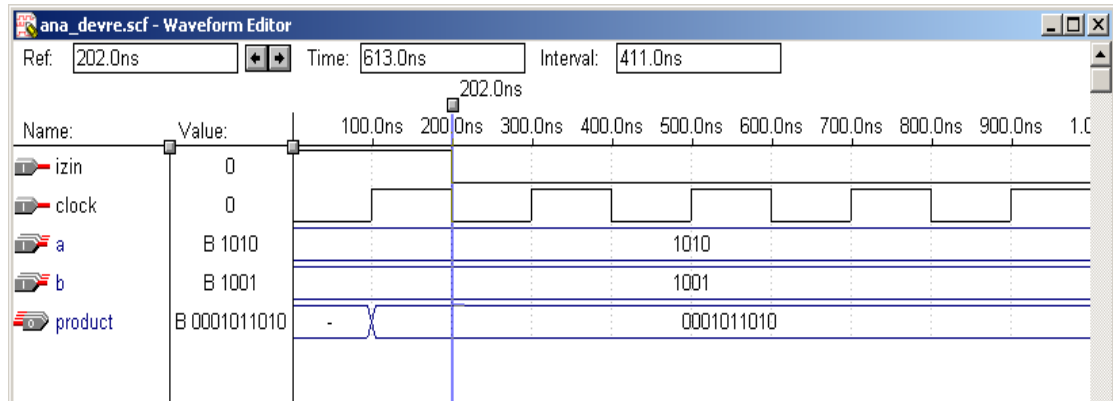 ana_devre.scf - Waveform Editor
Ref: 202.0ns Time: 613.0ns Interval: 411.0ns
202.0ns
Name: Value: 100.0ns 200.0ns 300.0ns 400.0ns 500.0ns 600.0ns 700.0ns 800.0ns 900.0ns 1.0
izin 0
clock 0
a B 1010 1010
b B 1001 1001
product B 0001011010 - 0001011010